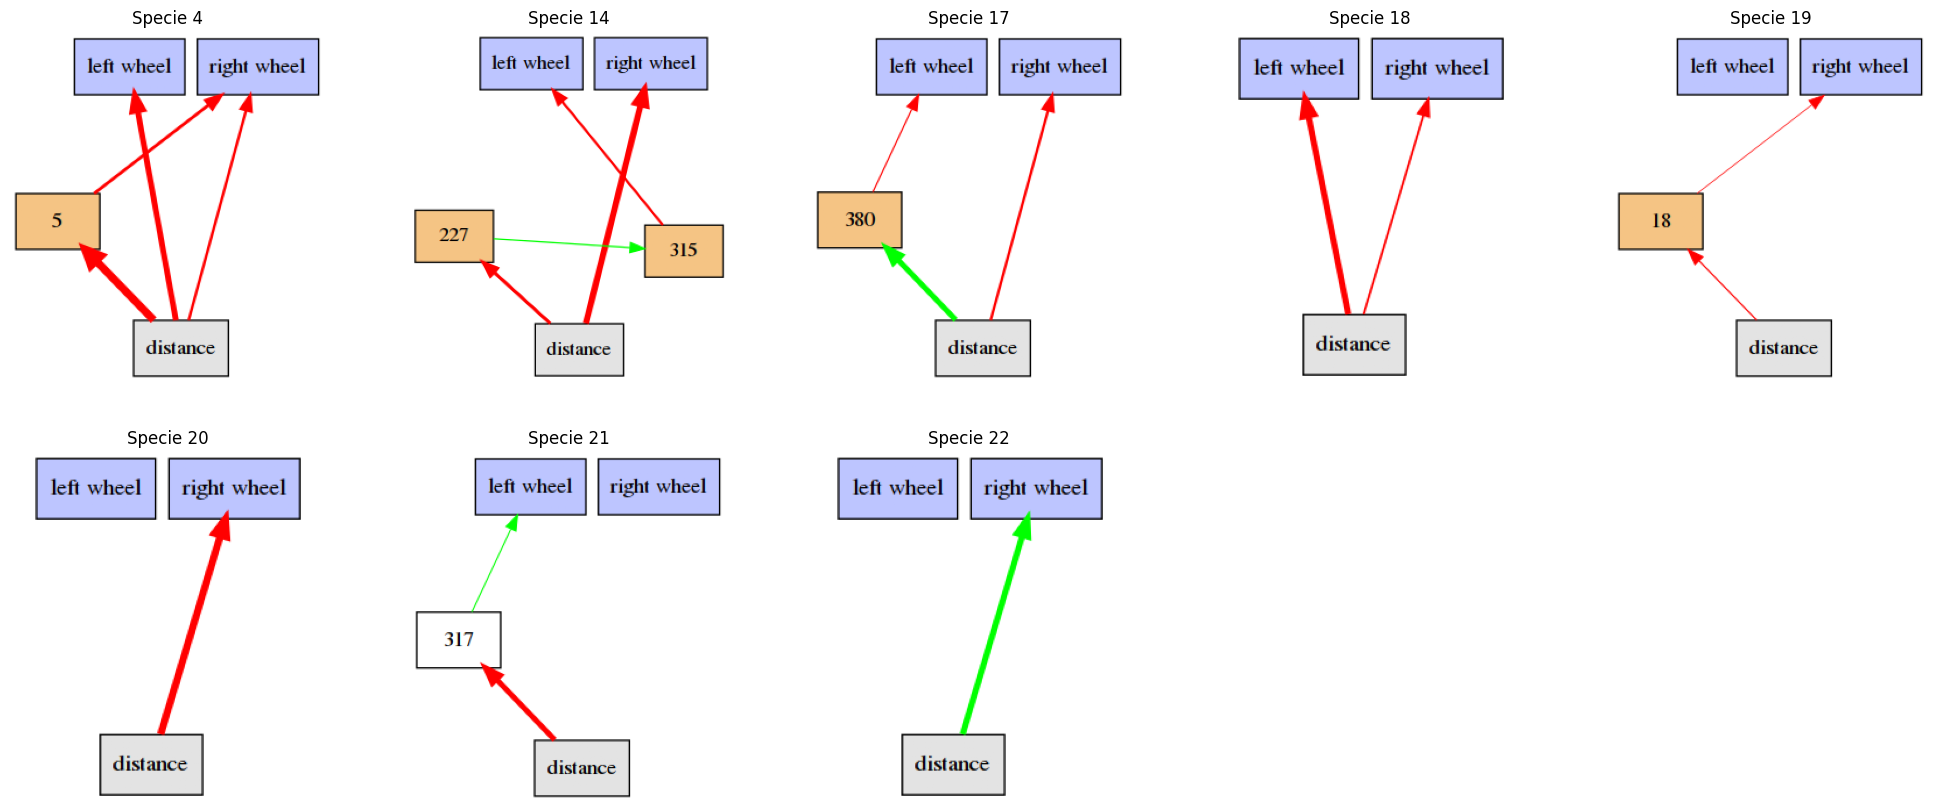 Specie 4
left wheel
right wheel
5
distance
Specie 14
left wheel
right wheel
227
315
distance
Specie 17
left wheel
right wheel
380
distance
Specie 18
left wheel
right wheel
distance
Specie 19
left wheel
right wheel
18
distance
Specie 20
left wheel
right wheel
distance
Specie 21
left wheel
right wheel
317
distance
Specie 22
left wheel
right wheel
distance